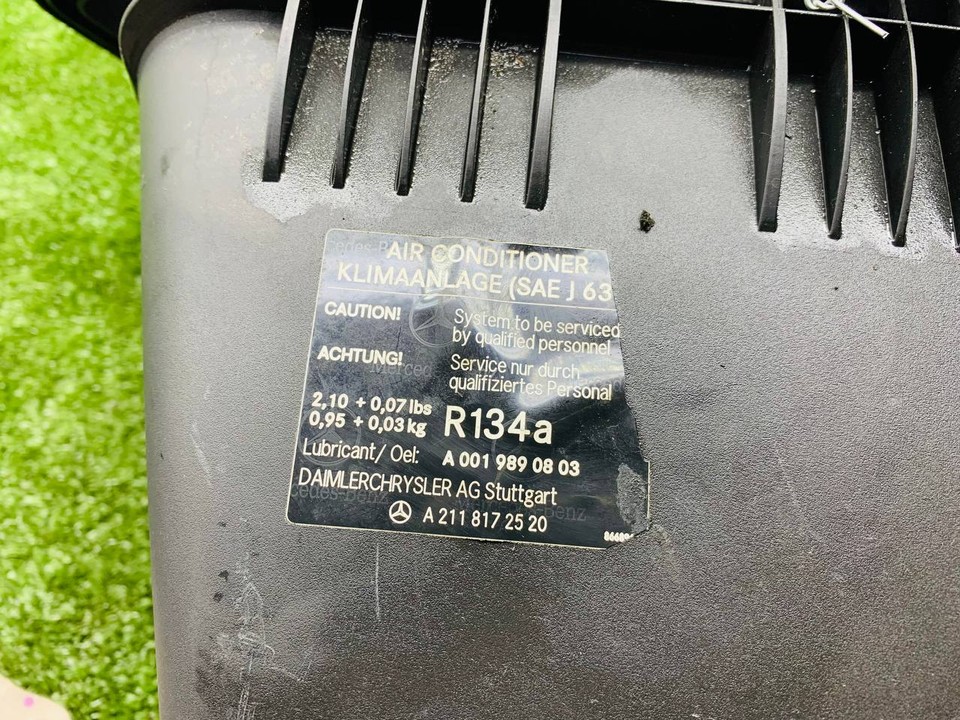 AIR CONDITIONER
KLIMAANLAGE (SAE J 63
CAUTION! System to be serviced
by qualified personnel
ACHTUNG! Service nur durch
qualifiziertes Personal
2,10 + 0,07 lbs
0,95 + 0,03 kg R134a
Lubricant/ Oel: A 001 989 08 03
DAIMLERCHRYSLER AG Stuttgart
A 211 817 25 20